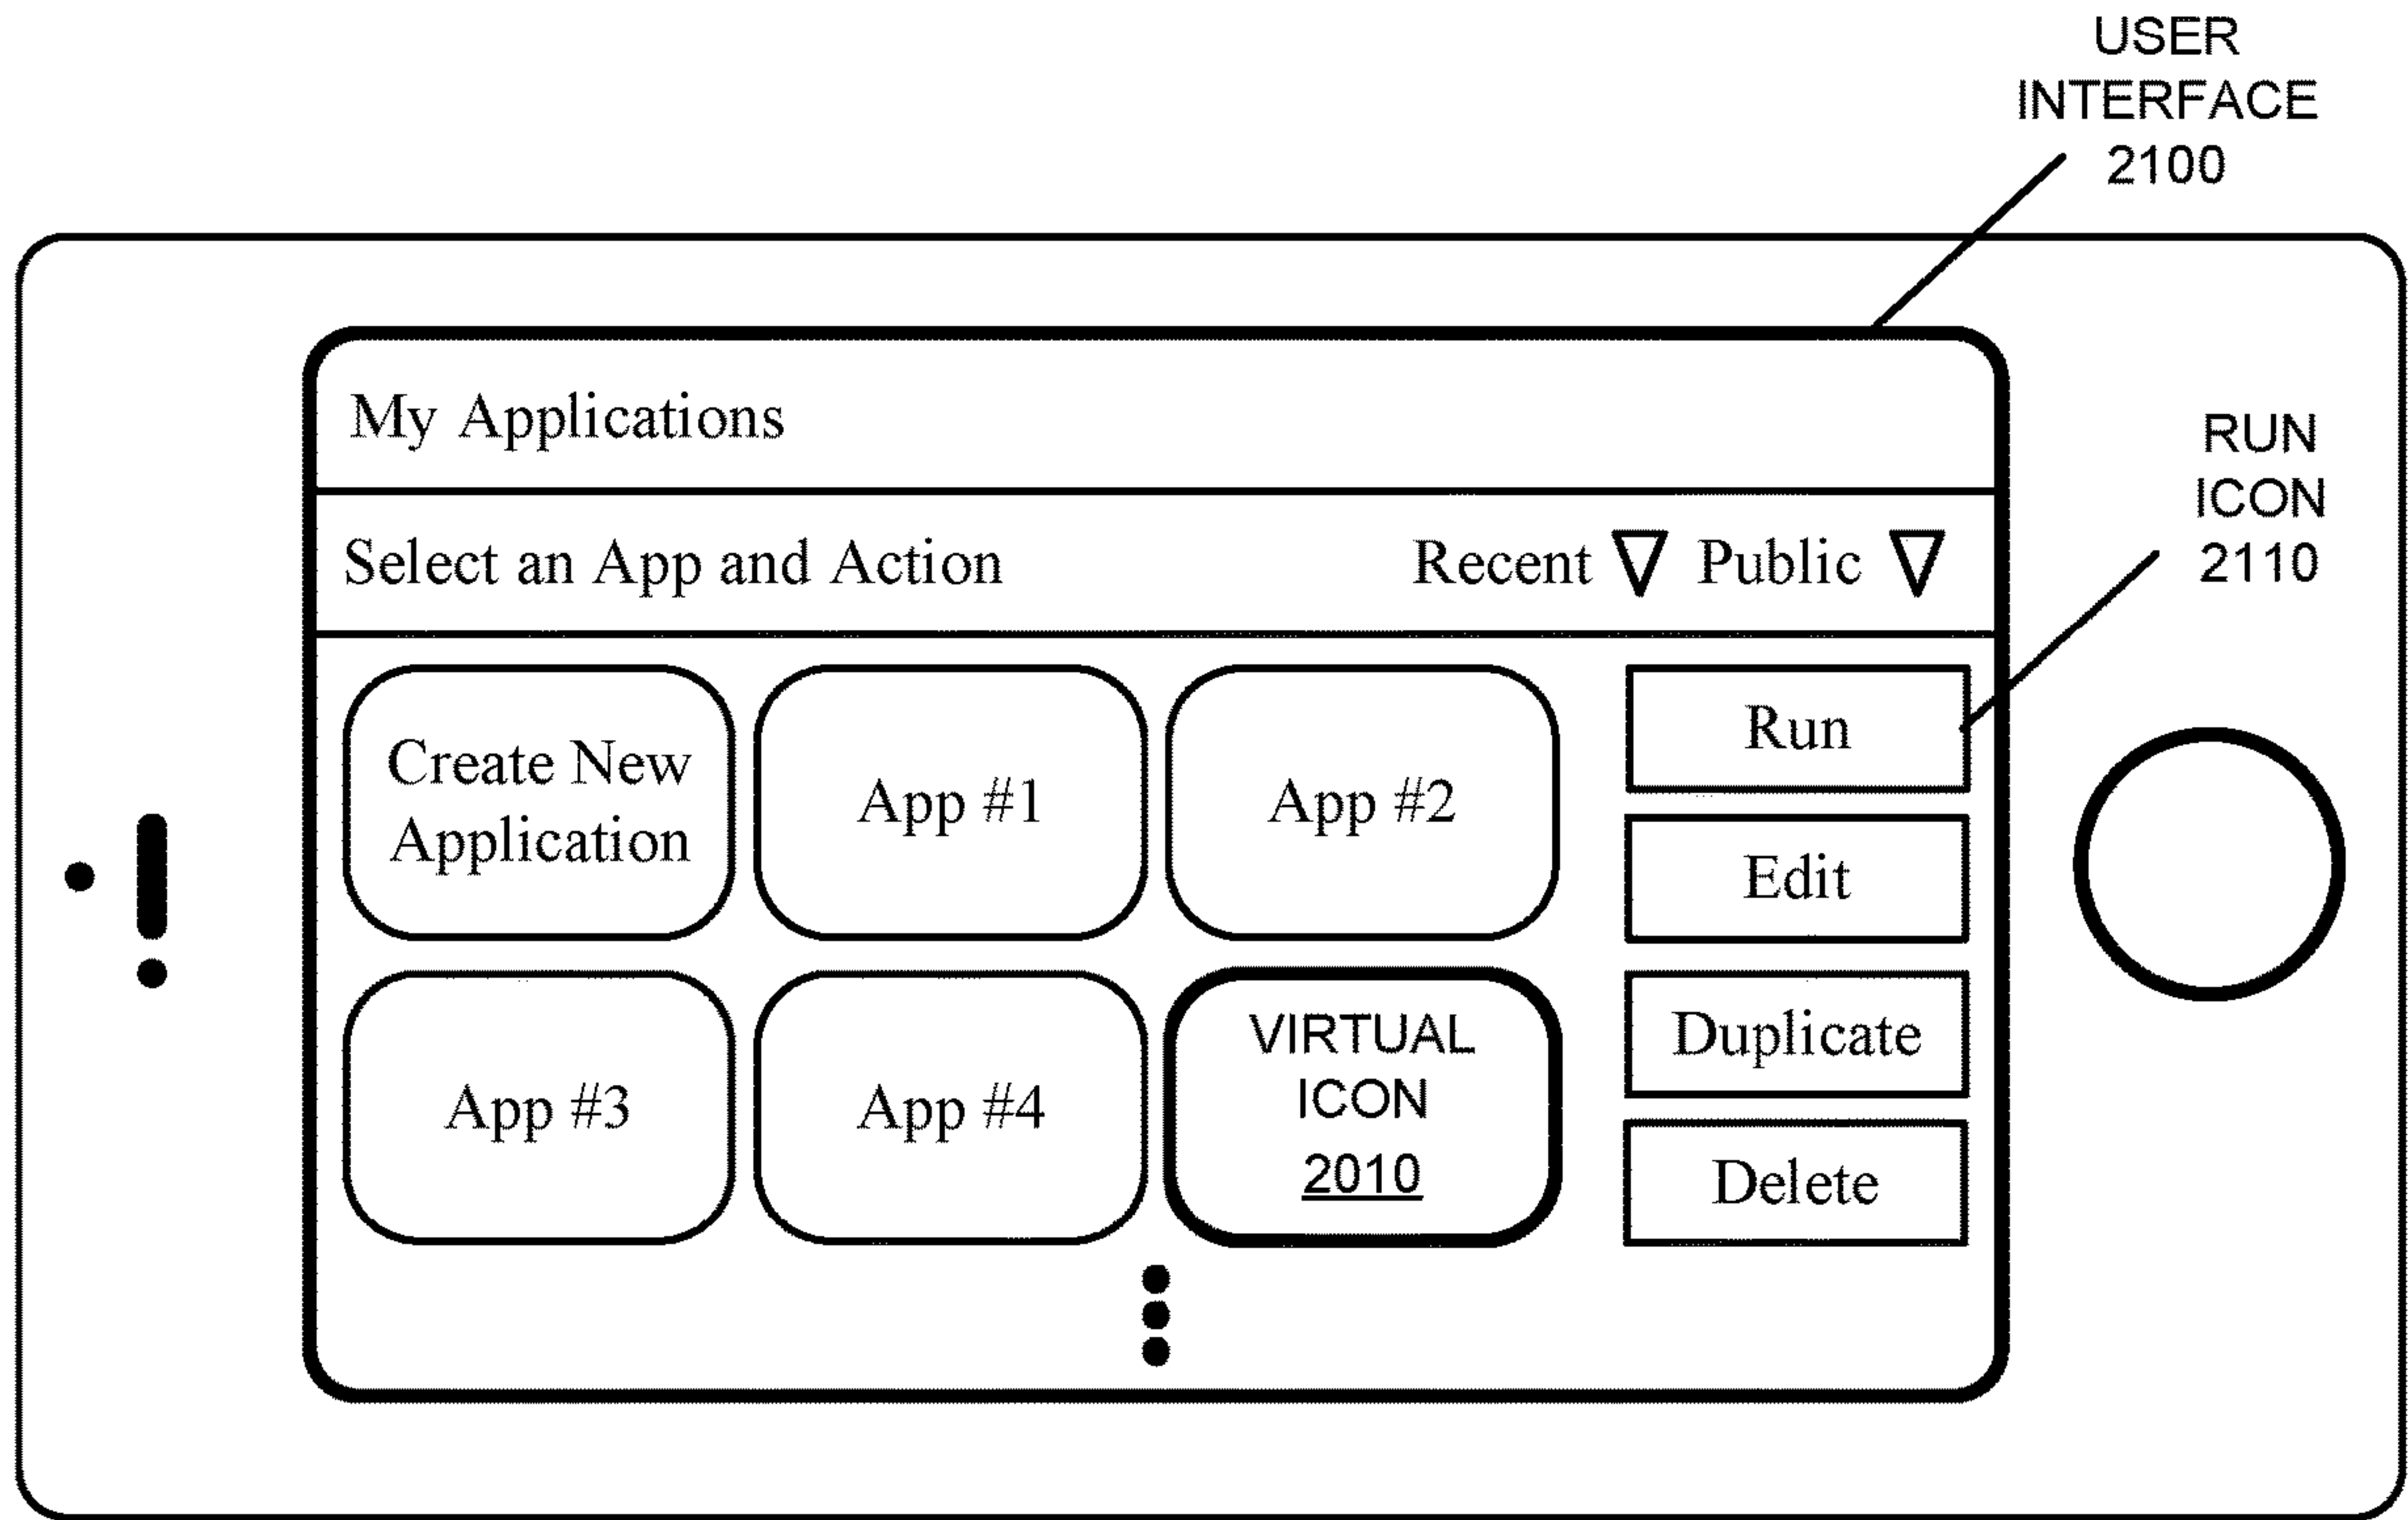 USER
INTERFACE
2100
My Applications
RUN
ICON
2110
Select an App and Action Recent Public
Create New
Application
App #1
App #2
Run
Edit
App #3
App #4
VIRTUAL
ICON
2010
Duplicate
Delete